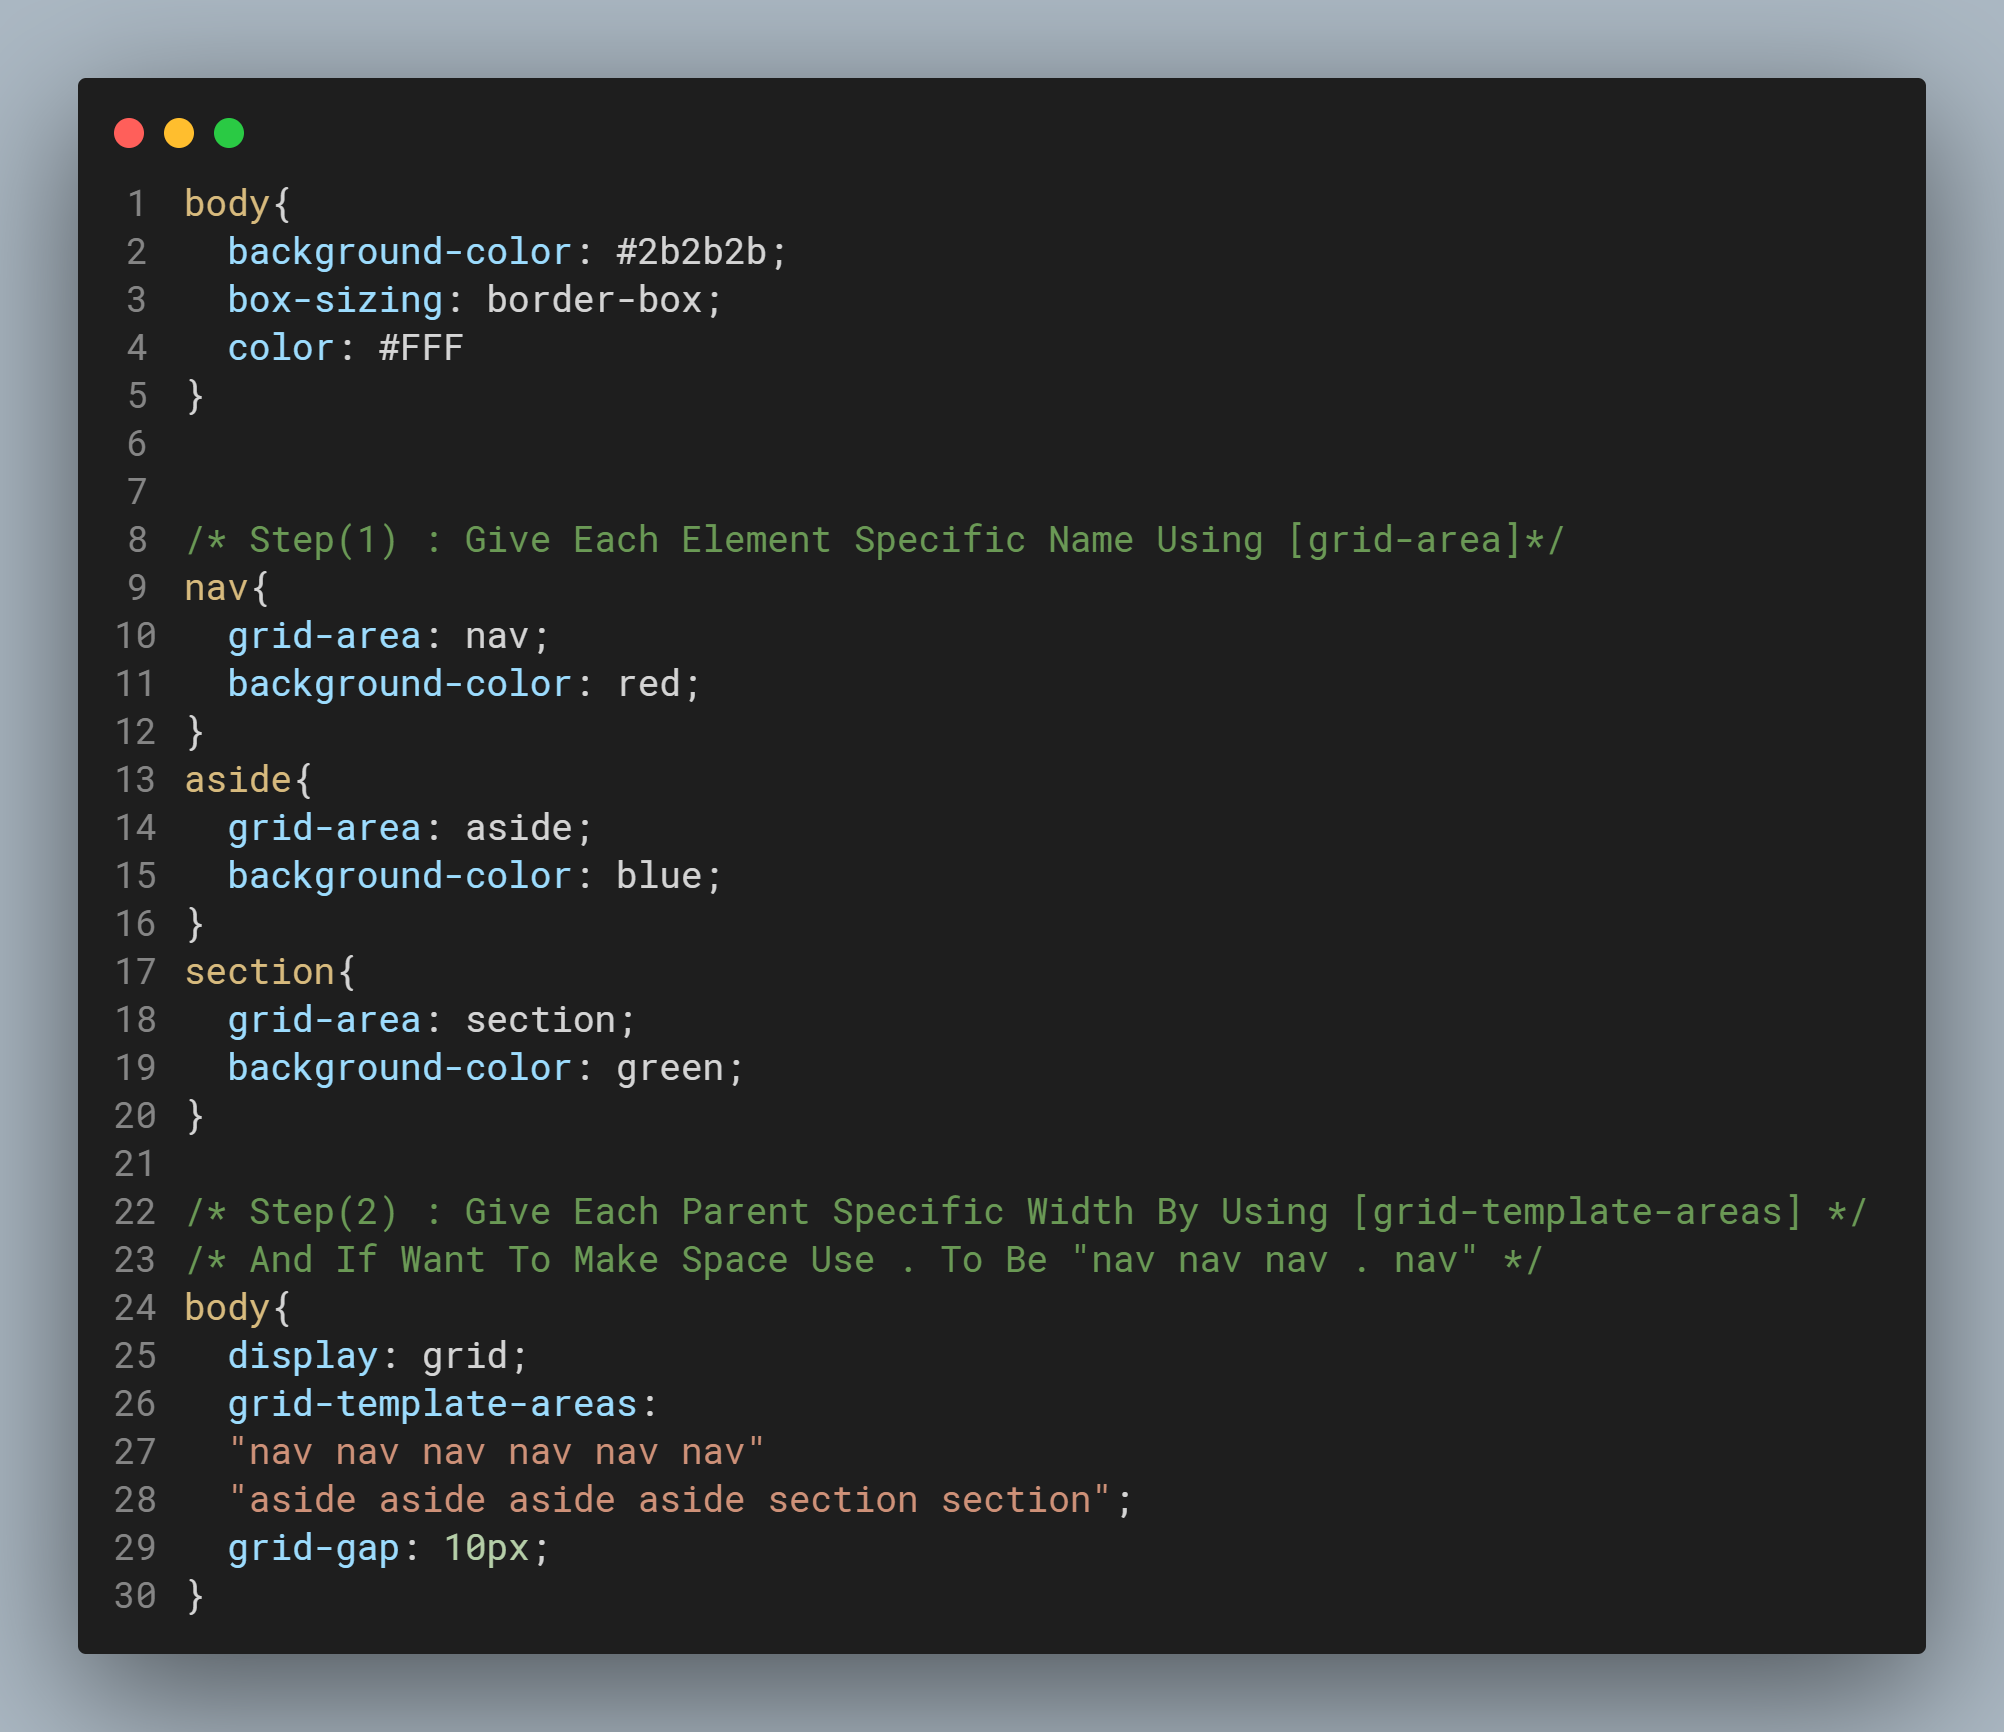 1 body{
2   background-color: #2b2b2b;
3   box-sizing: border-box;
4   color: #FFF
5 }
6
7
8 /* Step(1) : Give Each Element Specific Name Using [grid-area]*/
9 nav{
10   grid-area: nav;
11   background-color: red;
12 }
13 aside{
14   grid-area: aside;
15   background-color: blue;
16 }
17 section{
18   grid-area: section;
19   background-color: green;
20 }
21
22 /* Step(2) : Give Each Parent Specific Width By Using [grid-template-areas] */
23 /* And If Want To Make Space Use . To Be "nav nav nav . nav" */
24 body{
25   display: grid;
26   grid-template-areas:
27   "nav nav nav nav nav nav"
28   "aside aside aside aside section section";
29   grid-gap: 10px;
30 }